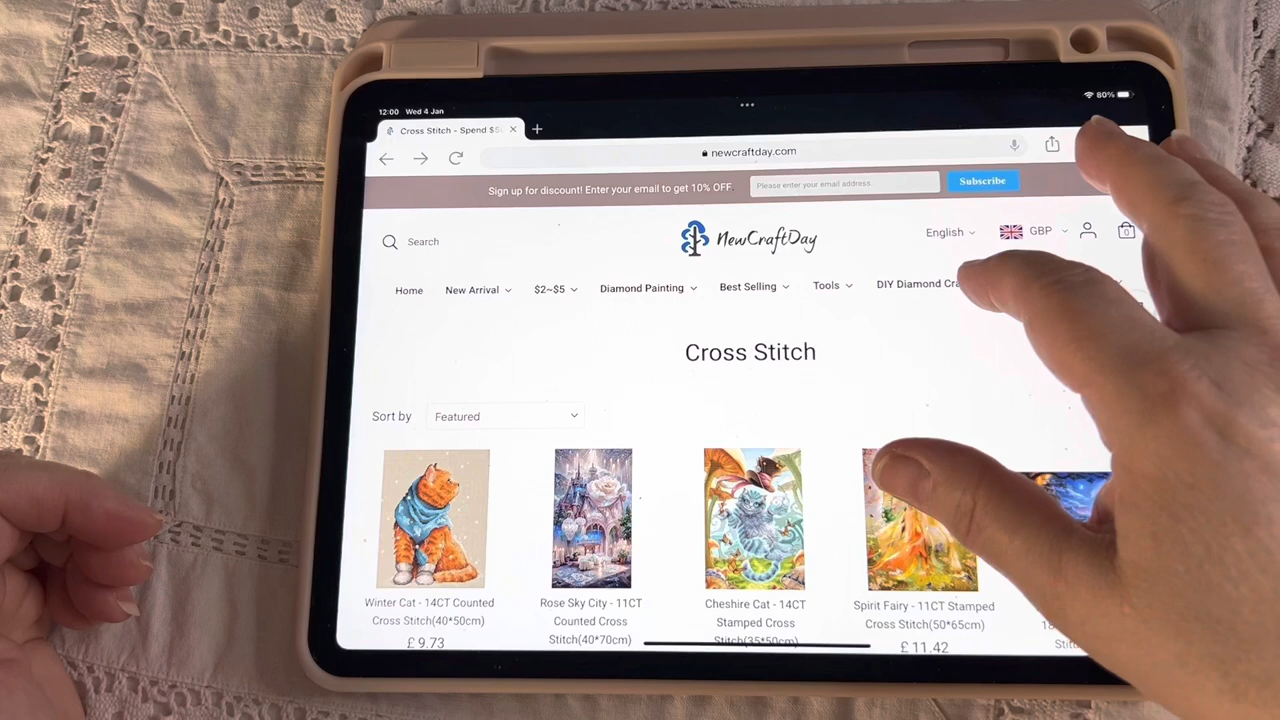 12:00 Wed 4 Jan
80%
Cross Stitch - Spend $5
newcraftday.com
Sign up for discount! Enter your email to get 10% OFF.
Please enter your email address
Subscribe
Search
NewCraftDay
English
GBP
0
Home
New Arrival
$2~$5
Diamond Painting
Best Selling
Tools
DIY Diamond
Cross Stitch
Sort by
Featured
Winter Cat - 14CT Counted
Cross Stitch(40*50cm)
£ 9.73
Rose Sky City - 11CT
Counted Cross
Stitch(40*70cm)
Cheshire Cat - 14CT
Stamped Cross
Stitch(35*50cm)
Spirit Fairy - 11CT Stamped
Cross Stitch(50*65cm)
£ 11.42